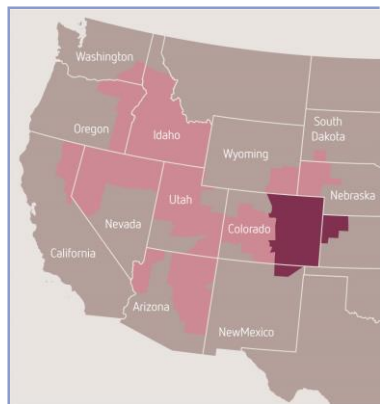 Washington
South
Dakota
Oregon
Idaho
Wyoming
Nebraska
Utah
Nevada
Colorado
California
Arizona
NewMexico